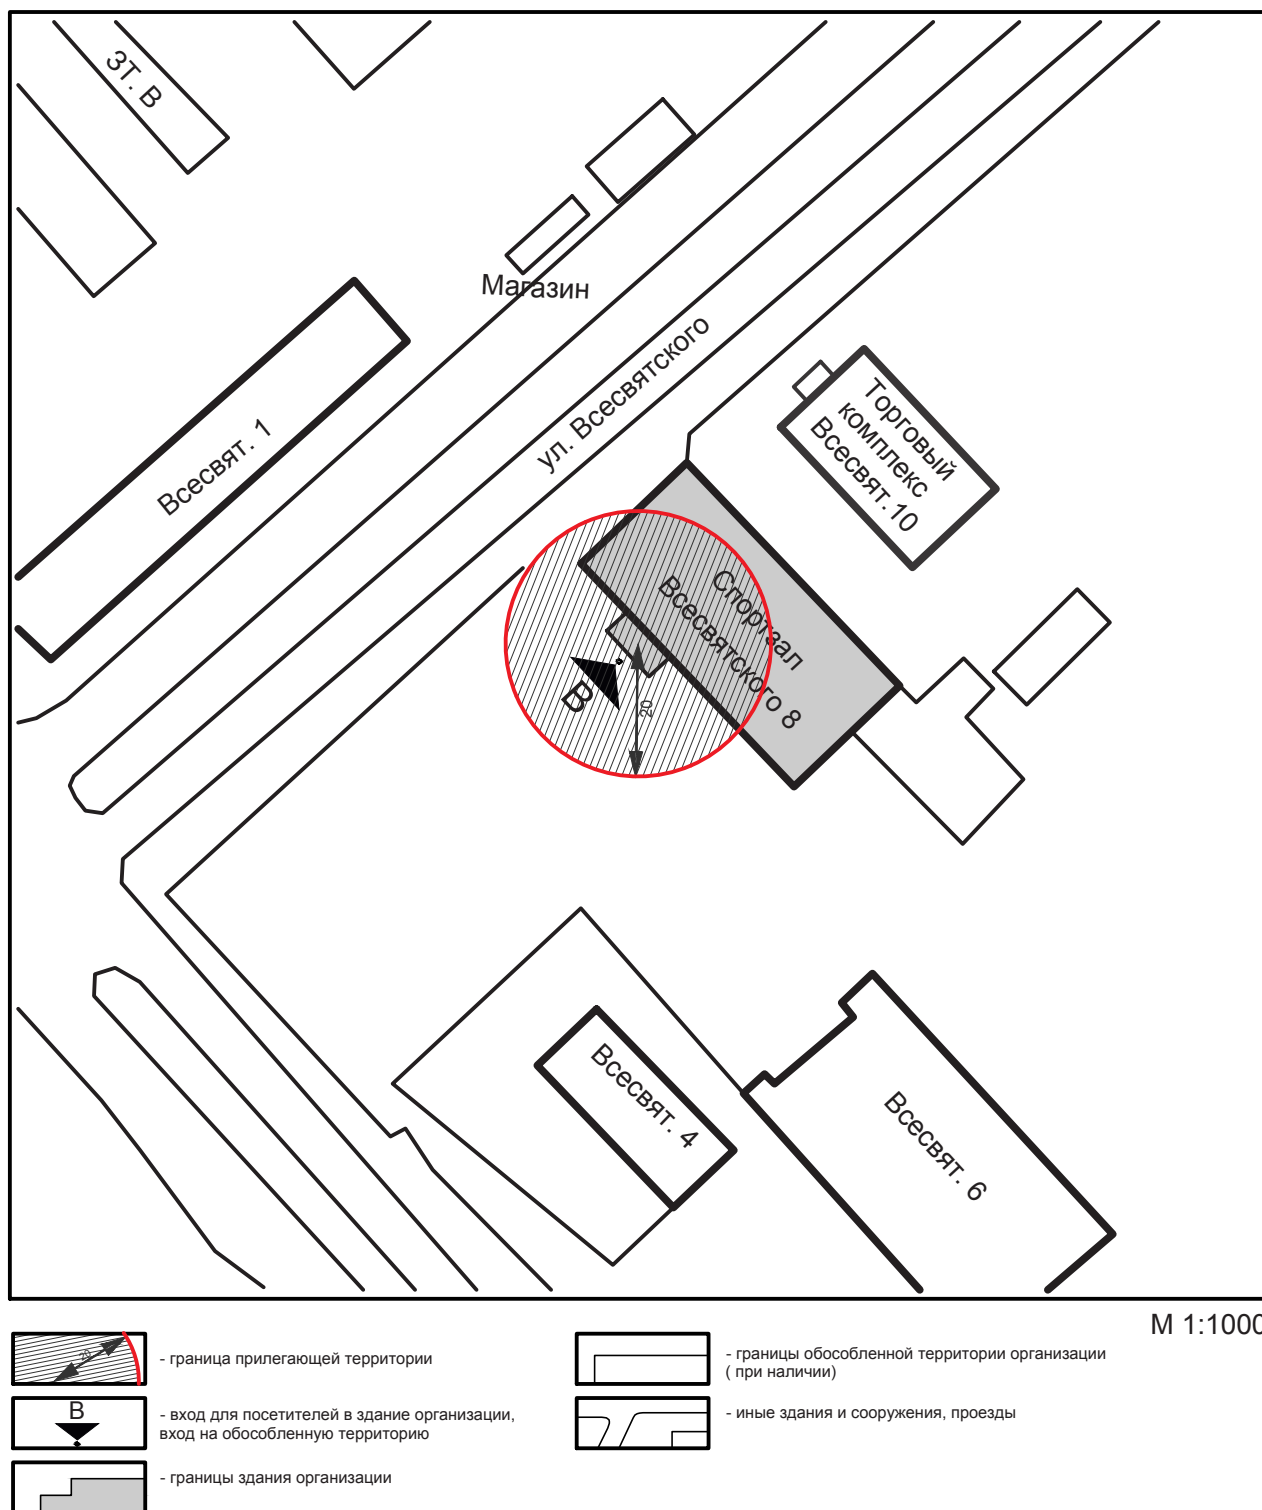 ЗТ. В
Магазин
ул. Всесвятского
Всесвят. 1
Торговый
комплекс
Всесвят. 10
Спортзал
Всесвятского 8
В
20
Всесвят. 4
Всесвят. 6
М 1:1000
20
- граница прилегающей территории
В
- вход для посетителей в здание организации,
вход на обособленную территорию
- границы здания организации
- границы обособленной территории организации
( при наличии)
- иные здания и сооружения, проезды